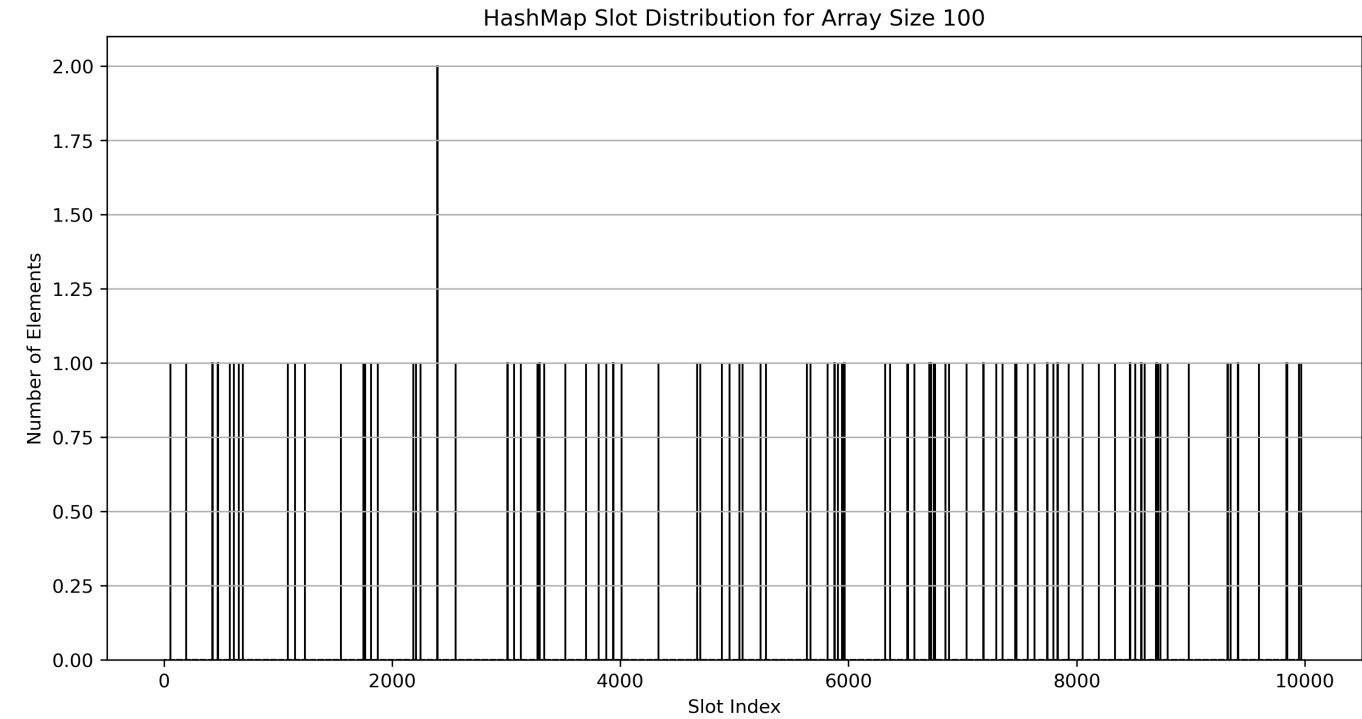 HashMap Slot Distribution for Array Size 100
2.00
1.75
1.50
1.25
1.00
0.75
0.50
0.25
0.00
Number of Elements
0 2000 4000 6000 8000 10000
Slot Index